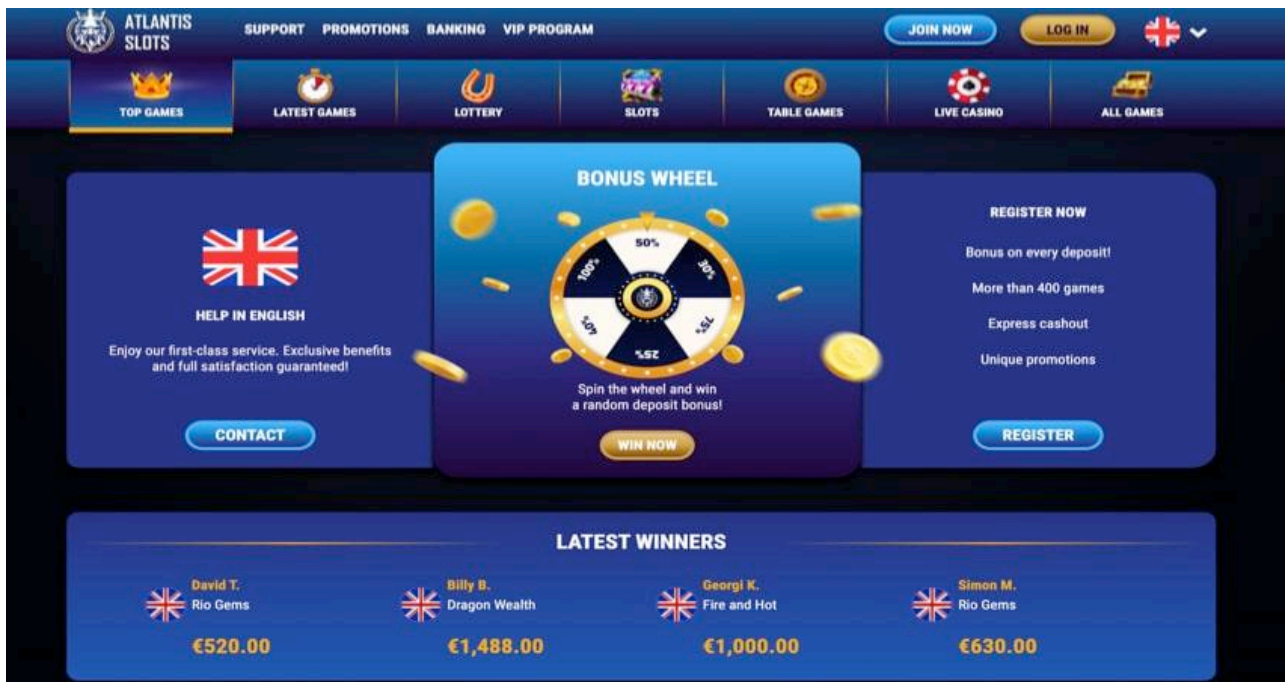 ATLANTIS
SLOTS
SUPPORT PROMOTIONS BANKING VIP PROGRAM
JOIN NOW
LOG IN
TOP GAMES
LATEST GAMES
LOTTERY
SLOTS
TABLE GAMES
LIVE CASINO
ALL GAMES
HELP IN ENGLISH
Enjoy our first-class service. Exclusive benefits
and full satisfaction guaranteed!
CONTACT
BONUS WHEEL
50%
30%
75%
25%
40%
100%
Spin the wheel and win
a random deposit bonus!
WIN NOW
REGISTER NOW
Bonus on every deposit!
More than 400 games
Express cashout
Unique promotions
REGISTER
LATEST WINNERS
David T.
Rio Gems
€520.00
Billy B.
Dragon Wealth
€1,488.00
Georgi K.
Fire and Hot
€1,000.00
Simon M.
Rio Gems
€630.00